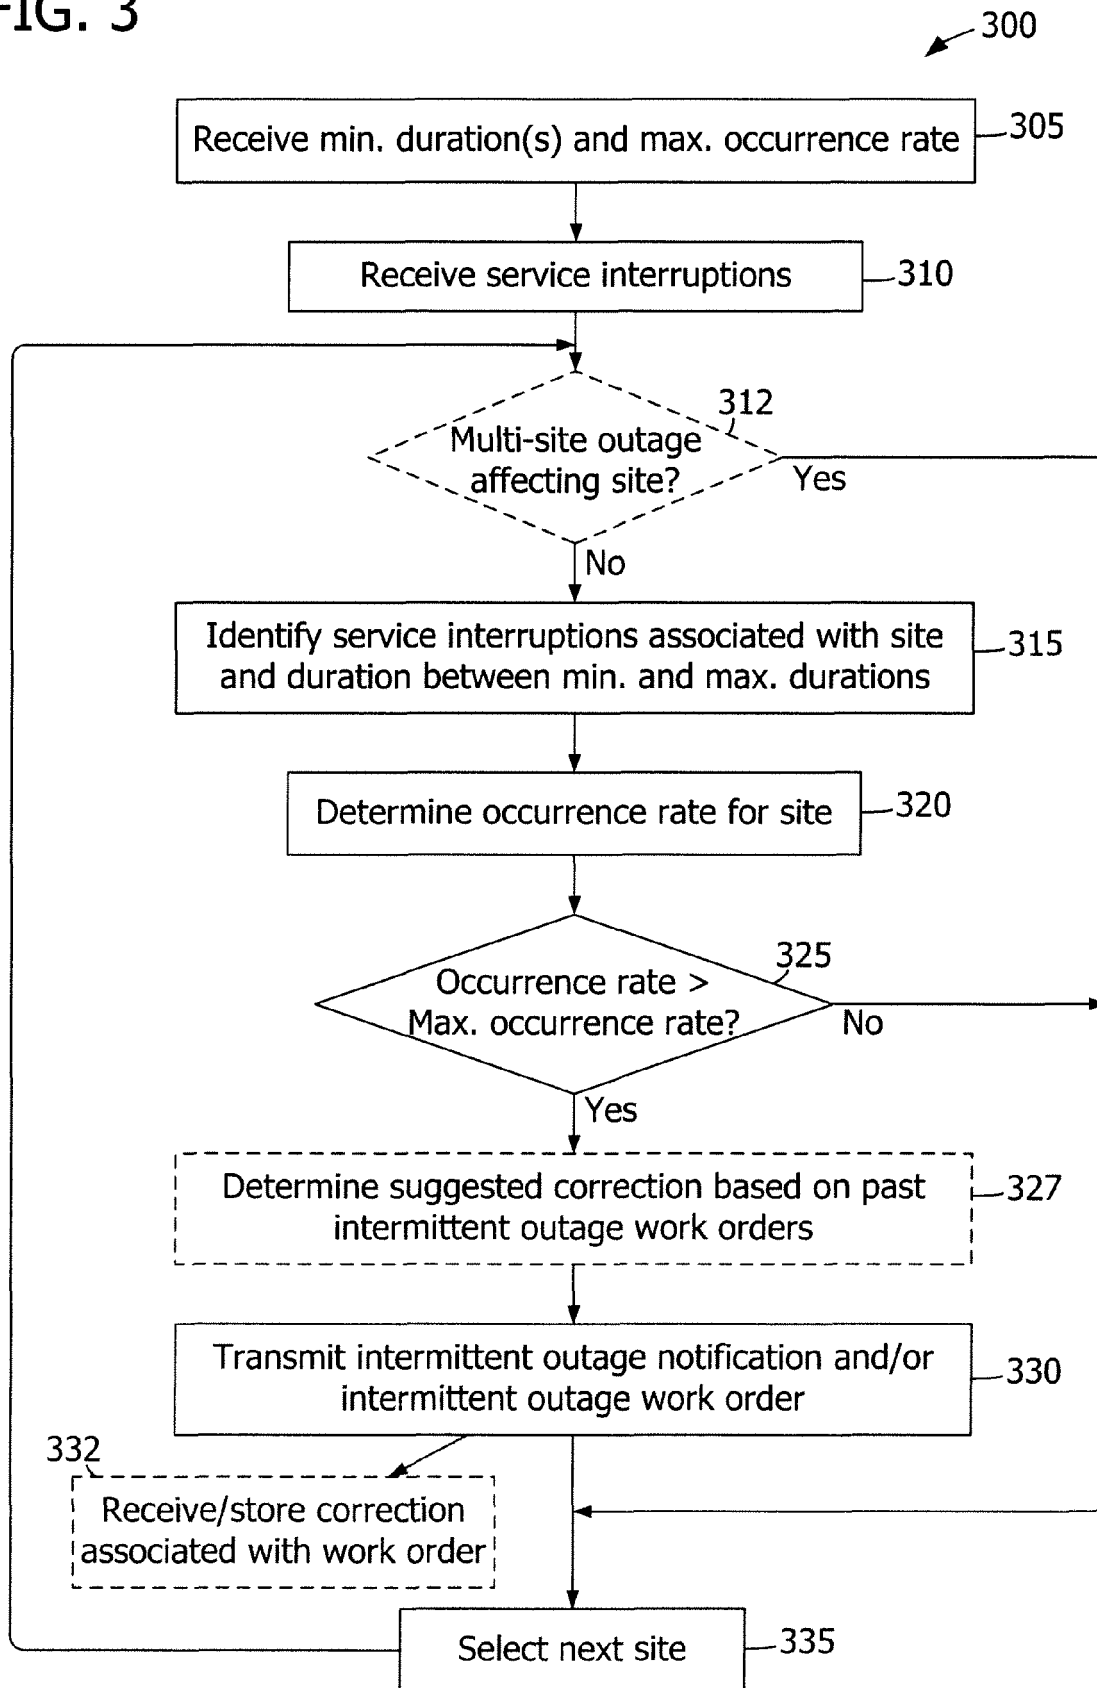 FIG. 3
300
Receive min. duration(s) and max. occurrence rate
305
Receive service interruptions
310
312
Multi-site outage
affecting site?
Yes
No
Identify service interruptions associated with site
and duration between min. and max. durations
315
Determine occurrence rate for site
320
325
Occurrence rate >
Max. occurrence rate?
No
Yes
Determine suggested correction based on past
intermittent outage work orders
327
Transmit intermittent outage notification and/or
intermittent outage work order
330
332
Receive/store correction
associated with work order
Select next site
335